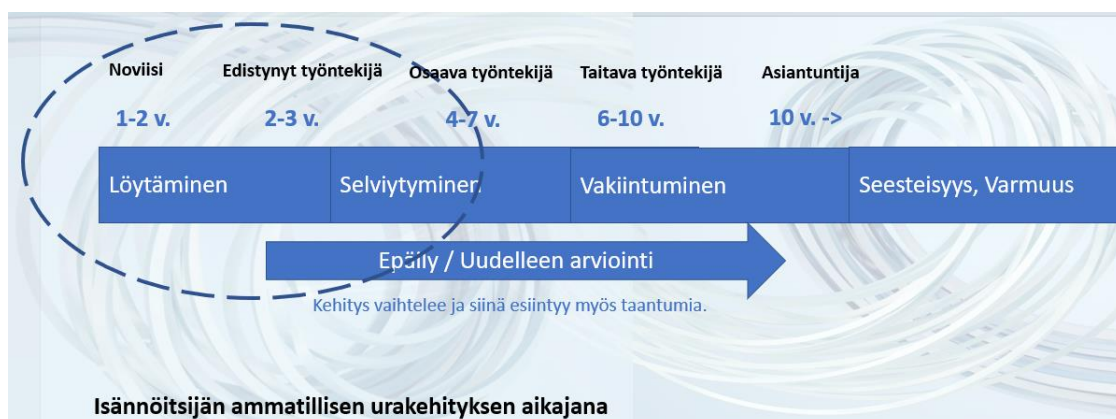 Noviisi Edistynyt työntekijä Osaava työntekijä Taitava työntekijä Asiantuntija
1-2 v. 2-3 v. 4-7 v. 6-10 v. 10 v. ->
Löytäminen Selviytyminen Vakiintuminen Seesteisyys, Varmuus
Epäily / Uudelleen arviointi
Kehitys vaihtelee ja siinä esiintyy myös taantumia.
Isännöitsijän ammatillisen urakehityksen aikajana